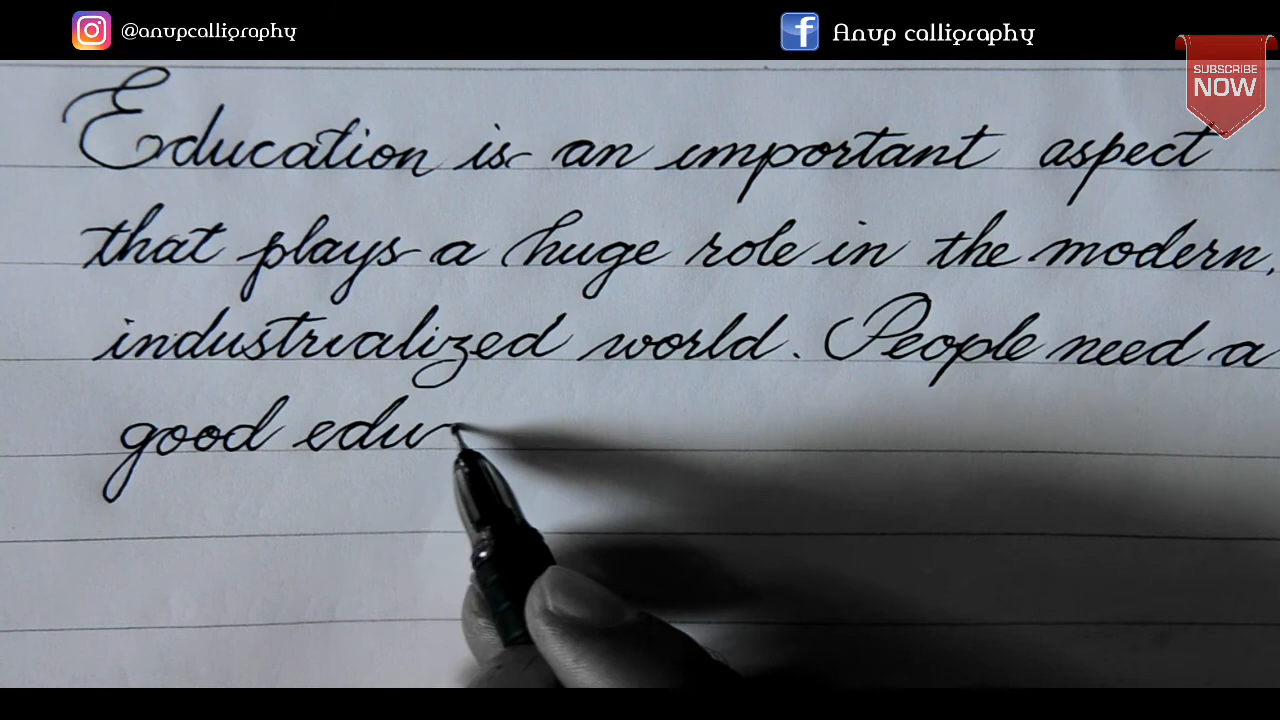 @anupcalligraphy
Anup calligraphy
SUBSCRIBE
NOW
Education is an important aspect
that plays a huge role in the modern,
industrialized world. People need a
good edu